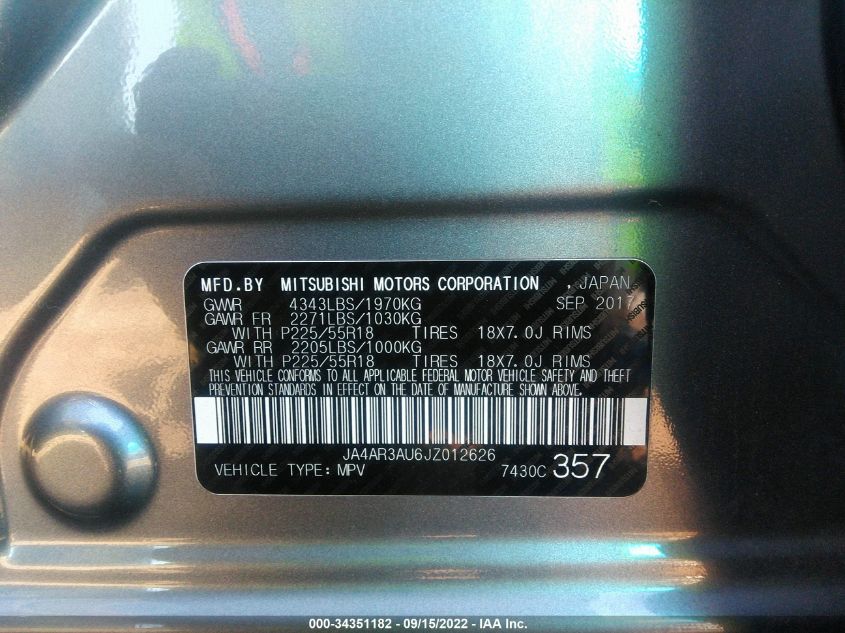 MFD.BY MITSUBISHI MOTORS CORPORATION , JAPAN
GVWR 4343LBS/1970KG SEP 2017
GAWR FR 2271LBS/1030KG
WITH P225/55R18 TIRES 18X7.0J RIMS
GAWR RR 2205LBS/1000KG
WITH P225/55R18 TIRES 18X7.0J RIMS
THIS VEHICLE CONFORMS TO ALL APPLICABLE FEDERAL MOTOR VEHICLE SAFETY AND THEFT
PREVENTION STANDARDS IN EFFECT ON THE DATE OF MANUFACTURE SHOWN ABOVE.
JA4AR3AU6JZ012626
VEHICLE TYPE: MPV 7430C 357
000-34351182 - 09/15/2022 - IAA Inc.